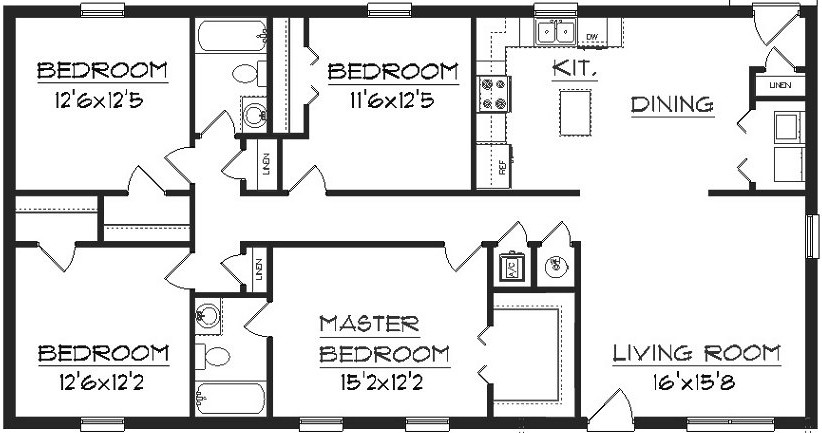 BEDROOM
12'6x12'5
BEDROOM
11'6x12'5
KIT.
DW
REF
DINING
LINEN
LINEN
LINEN
A/C
BEDROOM
12'6x12'2
MASTER
BEDROOM
15'2x12'2
LIVING ROOM
16'x15'8